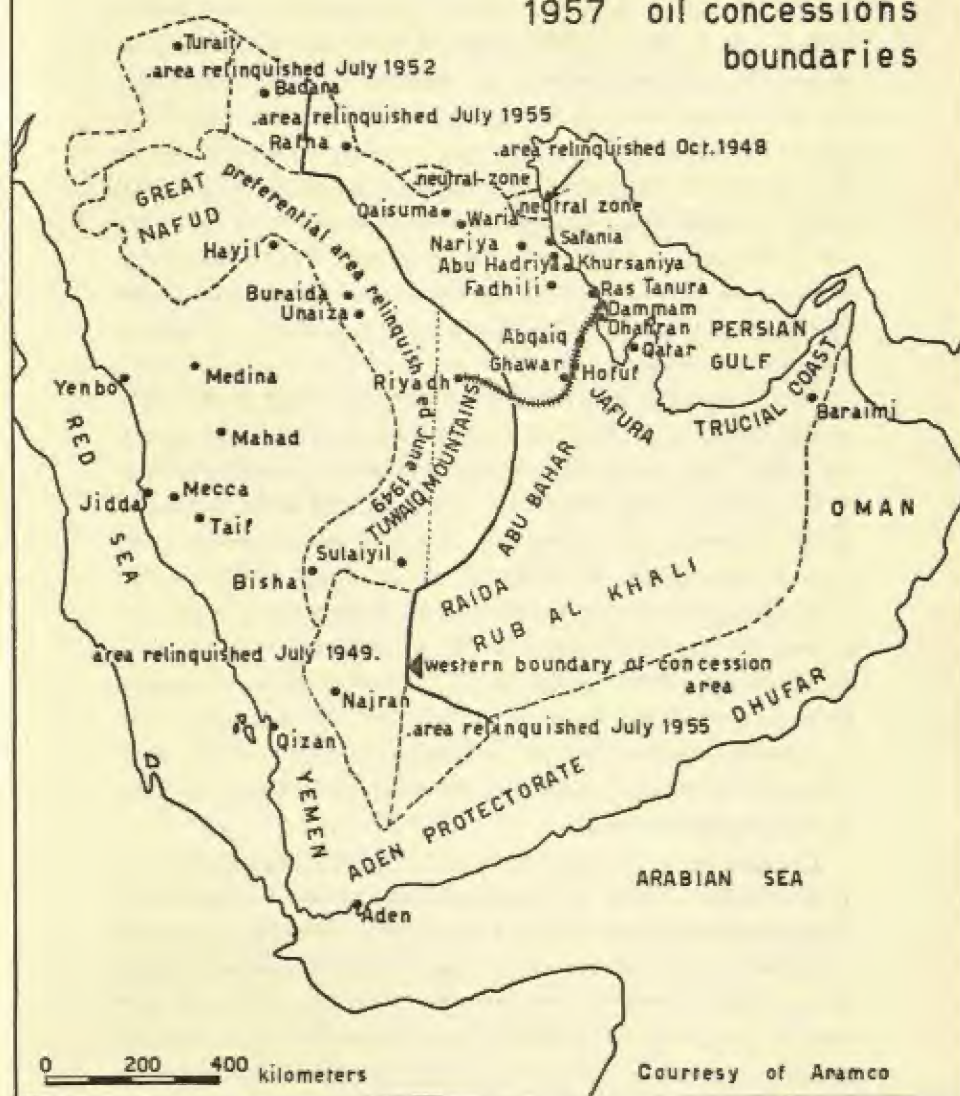 1957 oil concessions
boundaries
Turaif
.area relinquished July 1952
Badana
.area relinquished July 1955
Rafha
.area relinquished Oct.1948
neutral-zone
GREAT
NAFUD
preferential area relinquished June 1949
Qaisuma
Waria
neutral zone
Hayil
Nariya
Safania
Abu Hadriya
Khursaniya
Fadhili
Ras Tanura
Buraida
Unaiza
Dammam
Dhahran
PERSIAN
GULF
Abqaiq
Qatar
Ghawar
Hofuf
Yenbo
Medina
Riyadh
JAFURA
TRUCIAL COAST
Baraimi
RED SEA
Mahad
TUWAIQ MOUNTAINS
Jidda
Mecca
Taif
ABU BAHAR
OMAN
Sulaiyil
Bisha
RAIDA
RUB AL KHALI
area relinquished July 1949.
western boundary of concession
area
Najran
DHUFAR
.area relinquished July 1955
Qizan
YEMEN
ADEN PROTECTORATE
ARABIAN SEA
Aden
0 200 400 kilometers
Courtesy of Aramco